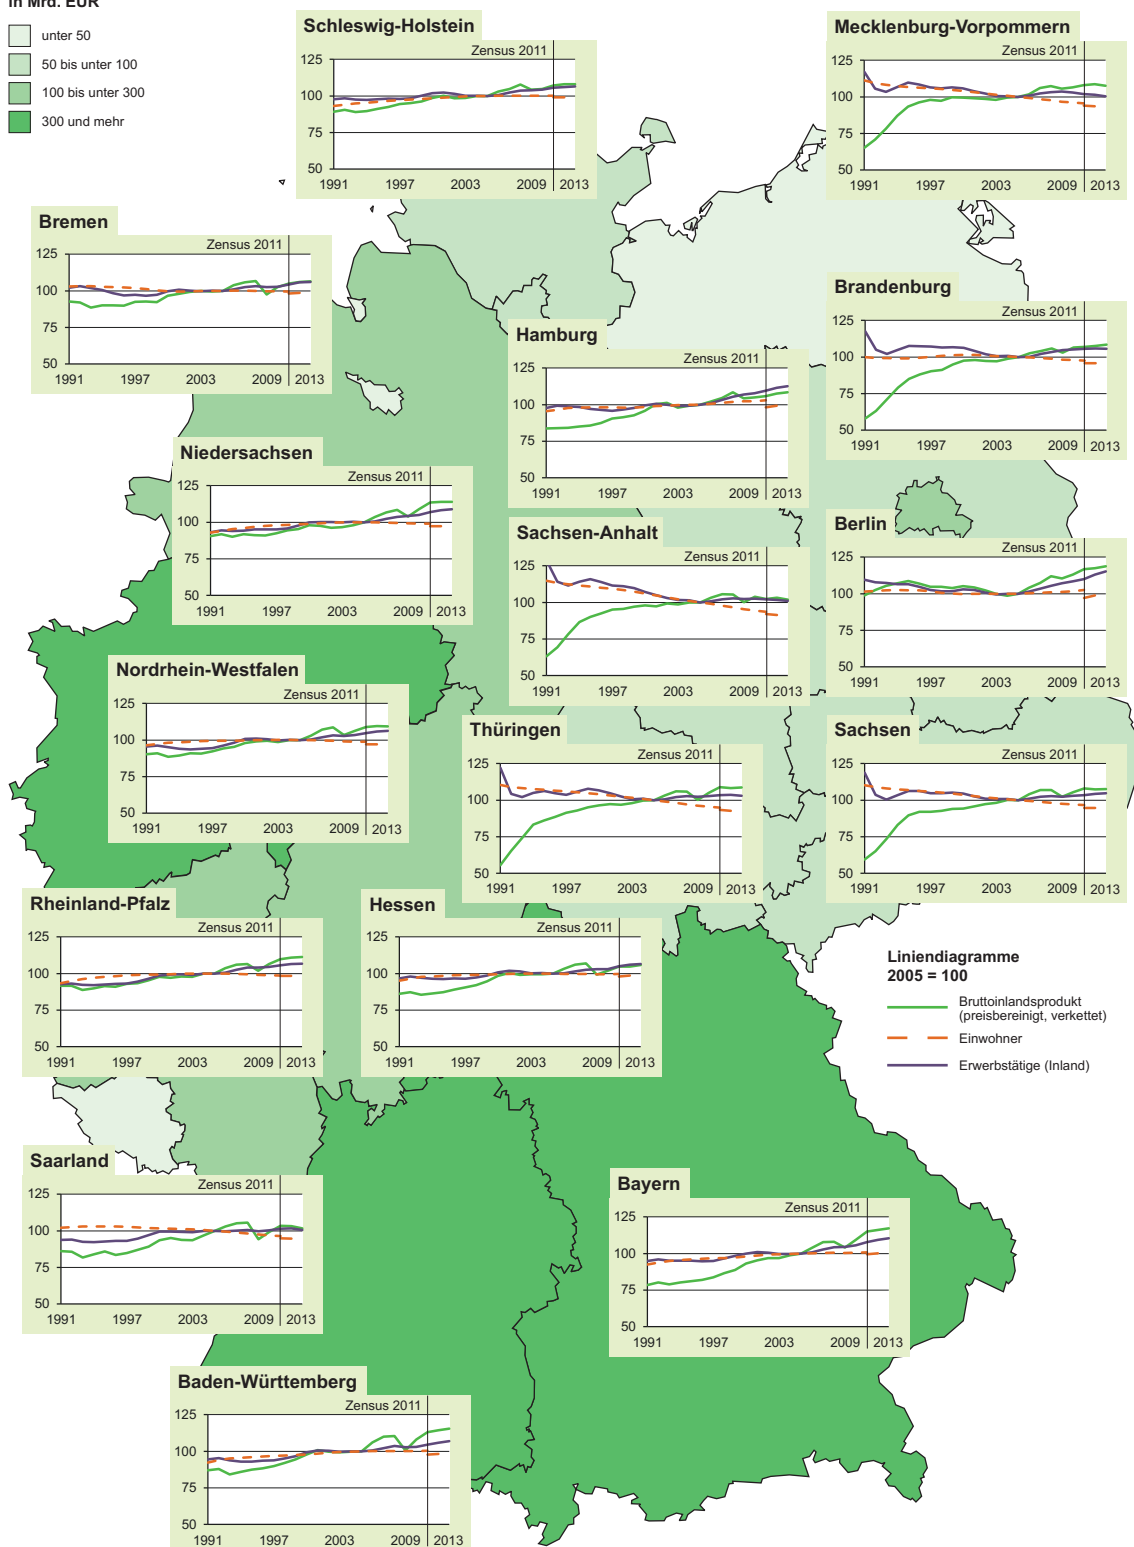 in Mrd. EUR
unter 50
50 bis unter 100
100 bis unter 300
300 und mehr
Schleswig-Holstein
Zensus 2011
125
100
75
50
1991 1997 2003 2009 2013
Mecklenburg-Vorpommern
Zensus 2011
125
100
75
50
1991 1997 2003 2009 2013
Bremen
Zensus 2011
125
100
75
50
1991 1997 2003 2009 2013
Brandenburg
Zensus 2011
125
100
75
50
1991 1997 2003 2009 2013
Hamburg
Zensus 2011
125
100
75
50
1991 1997 2003 2009 2013
Niedersachsen
Zensus 2011
125
100
75
50
1991 1997 2003 2009 2013
Sachsen-Anhalt
Zensus 2011
125
100
75
50
1991 1997 2003 2009 2013
Berlin
Zensus 2011
125
100
75
50
1991 1997 2003 2009 2013
Nordrhein-Westfalen
Zensus 2011
125
100
75
50
1991 1997 2003 2009 2013
Thüringen
Zensus 2011
125
100
75
50
1991 1997 2003 2009 2013
Sachsen
Zensus 2011
125
100
75
50
1991 1997 2003 2009 2013
Rheinland-Pfalz
Zensus 2011
125
100
75
50
1991 1997 2003 2009 2013
Hessen
Zensus 2011
125
100
75
50
1991 1997 2003 2009 2013
Liniendiagramme
2005 = 100
Bruttoinlandsprodukt
(preisbereinigt, verkettet)
Einwohner
Erwerbstätige (Inland)
Saarland
Zensus 2011
125
100
75
50
1991 1997 2003 2009 2013
Bayern
Zensus 2011
125
100
75
50
1991 1997 2003 2009 2013
Baden-Württemberg
Zensus 2011
125
100
75
50
1991 1997 2003 2009 2013